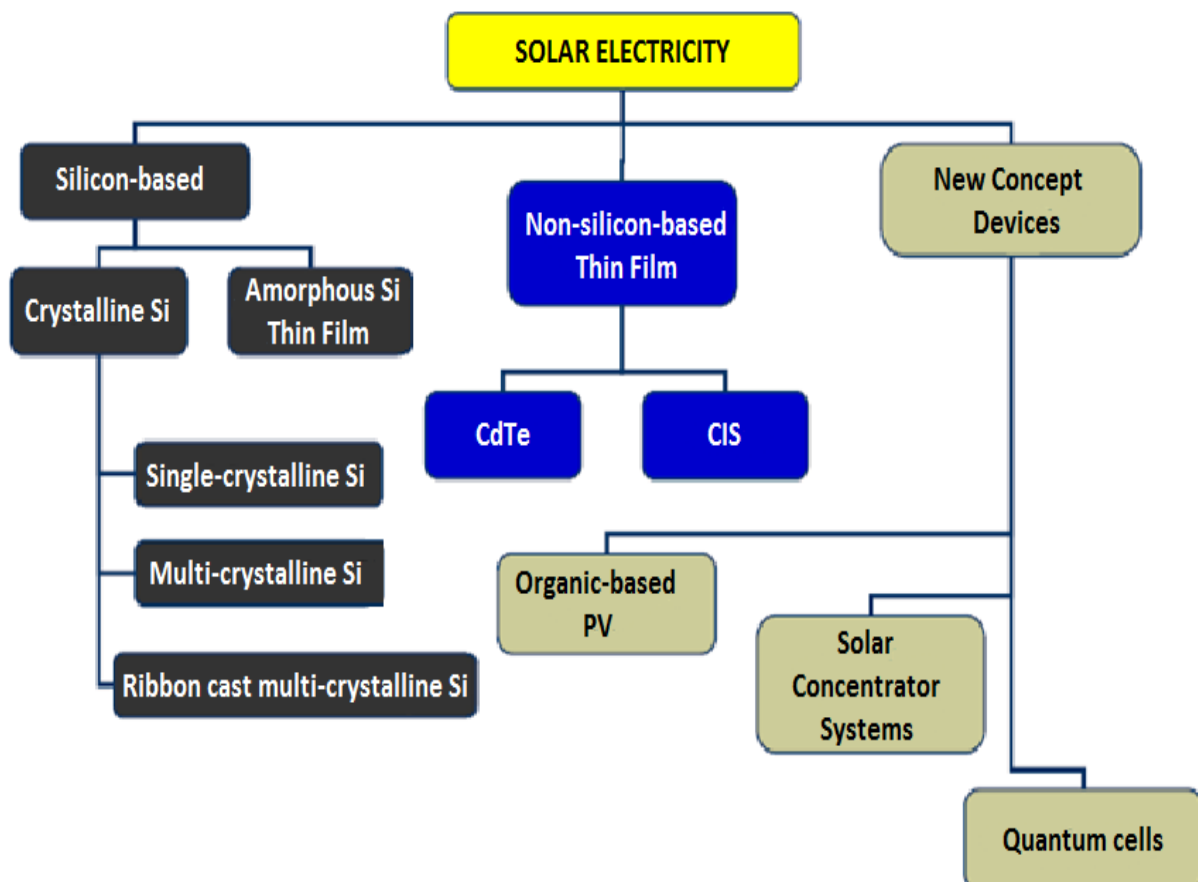 SOLAR ELECTRICITY
Silicon-based
Non-silicon-based
Thin Film
New Concept
Devices
Crystalline Si
Amorphous Si
Thin Film
CdTe
CIS
Single-crystalline Si
Multi-crystalline Si
Ribbon cast multi-crystalline Si
Organic-based
PV
Solar
Concentrator
Systems
Quantum cells